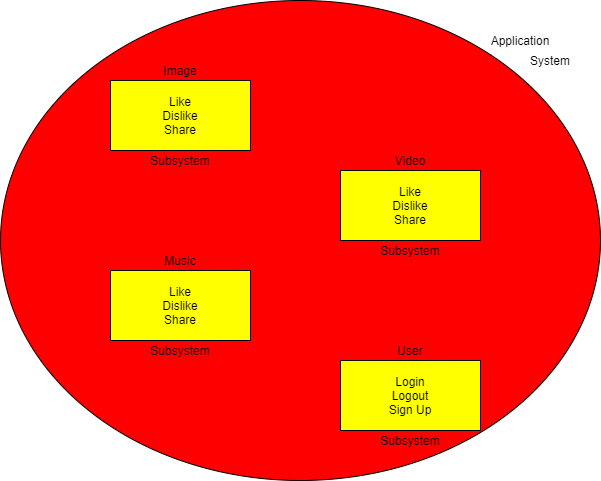 Application
System
Image
Like
Dislike
Share
Subsystem
Video
Like
Dislike
Share
Subsystem
Music
Like
Dislike
Share
Subsystem
User
Login
Logout
Sign Up
Subsystem